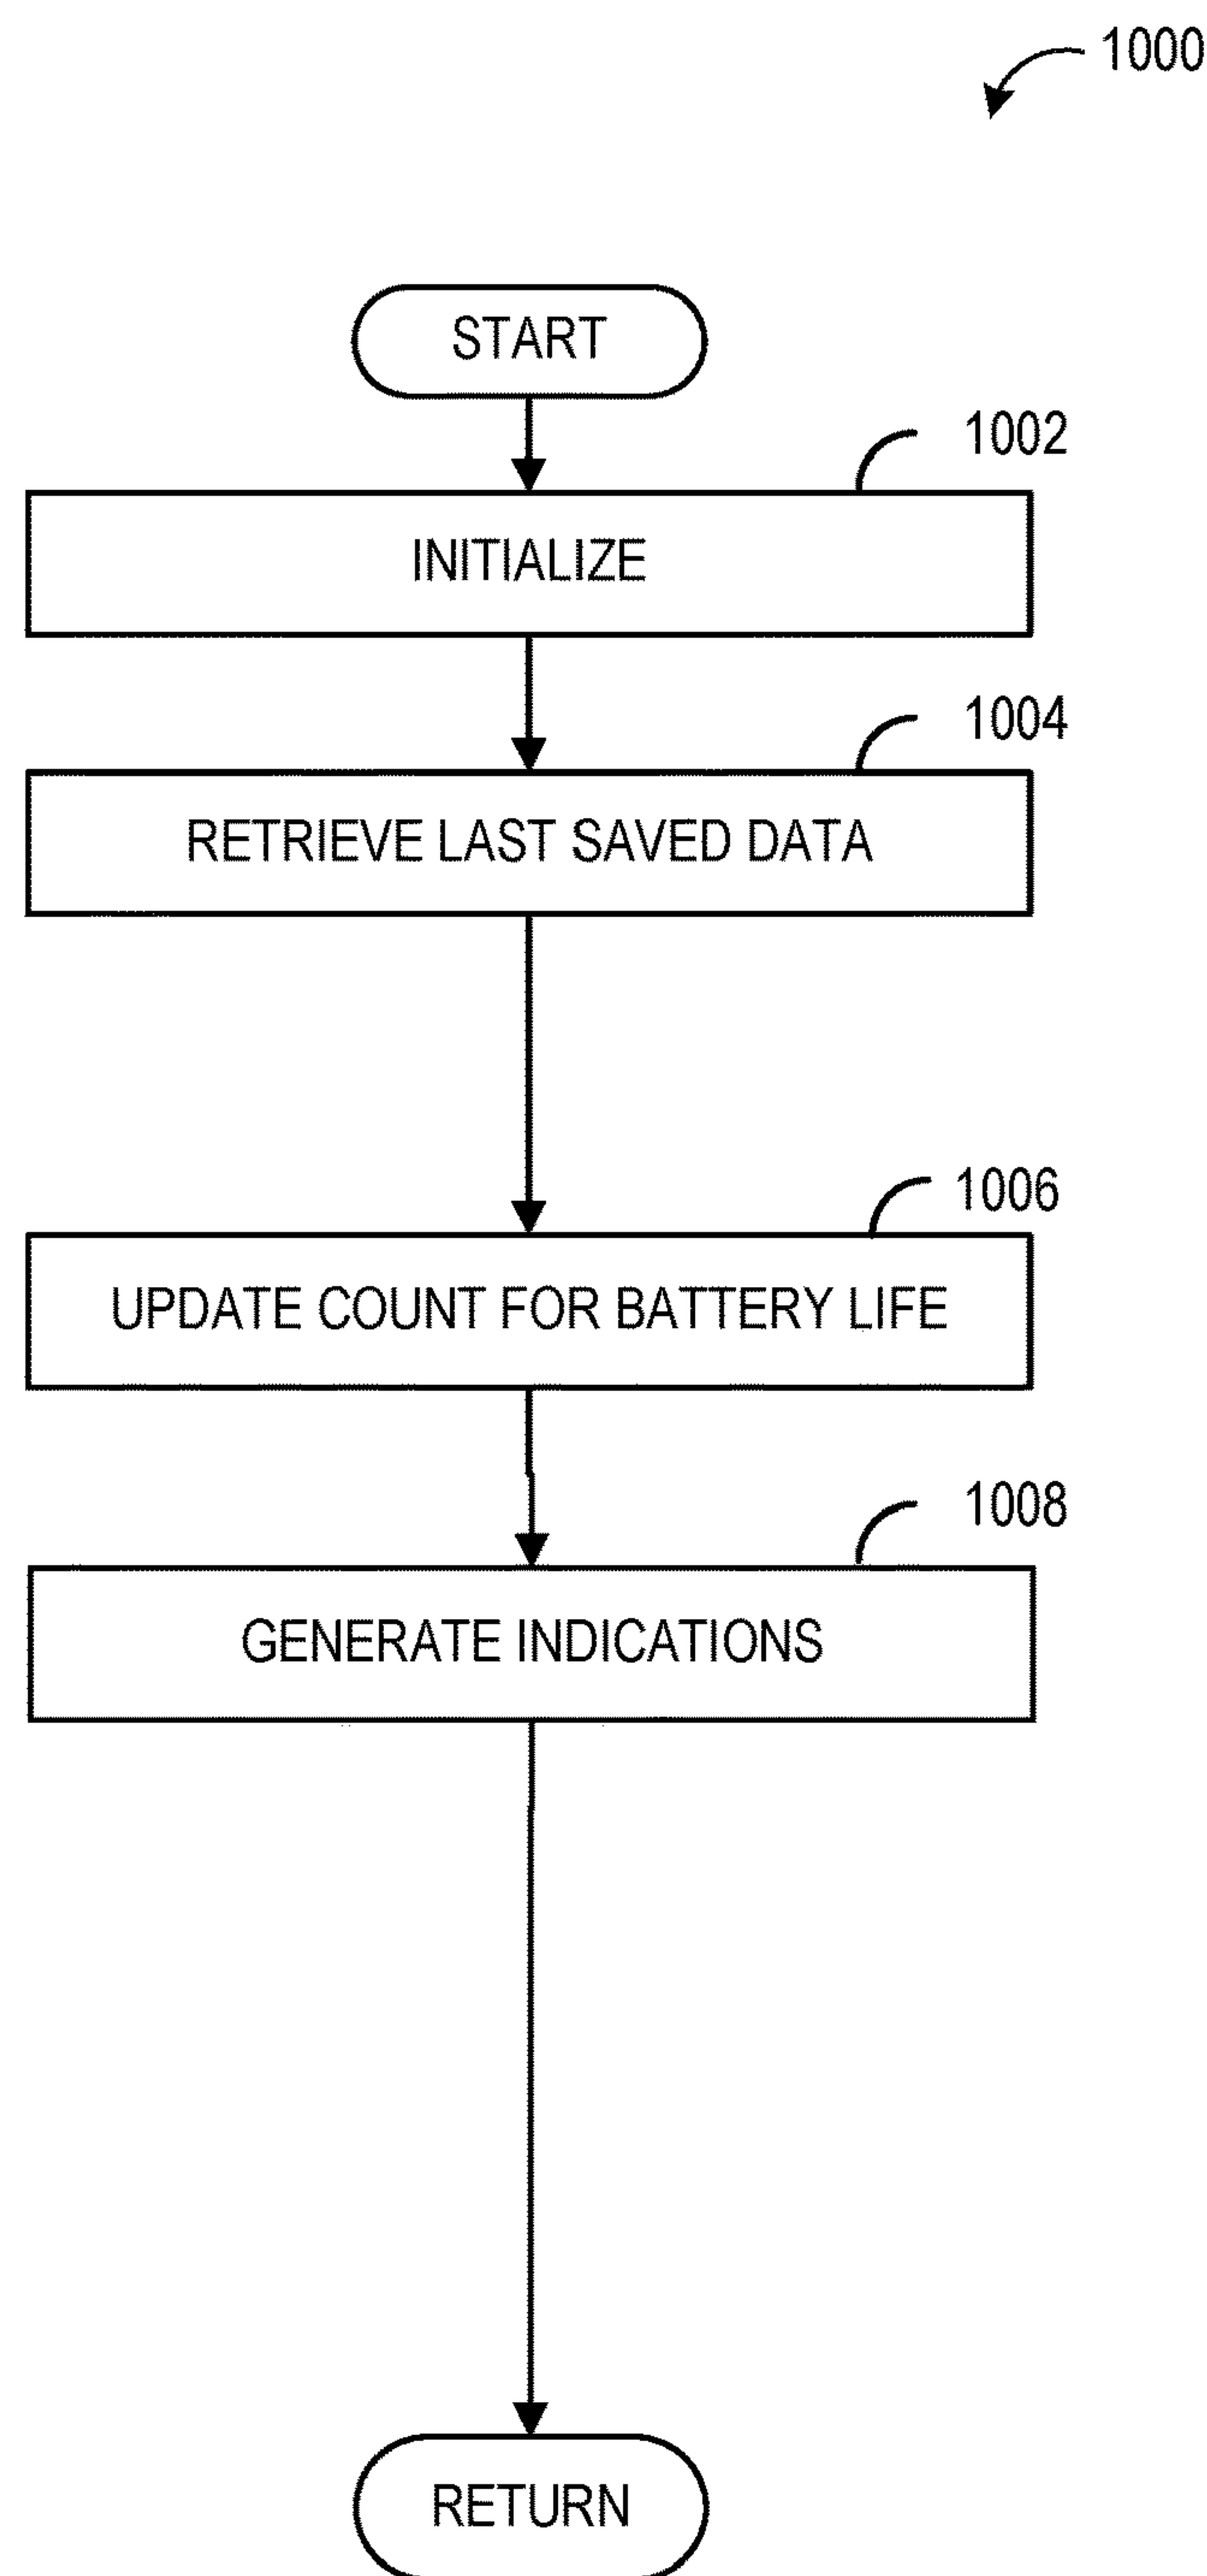 1000
START
1002
INITIALIZE
1004
RETRIEVE LAST SAVED DATA
1006
UPDATE COUNT FOR BATTERY LIFE
1008
GENERATE INDICATIONS
RETURN